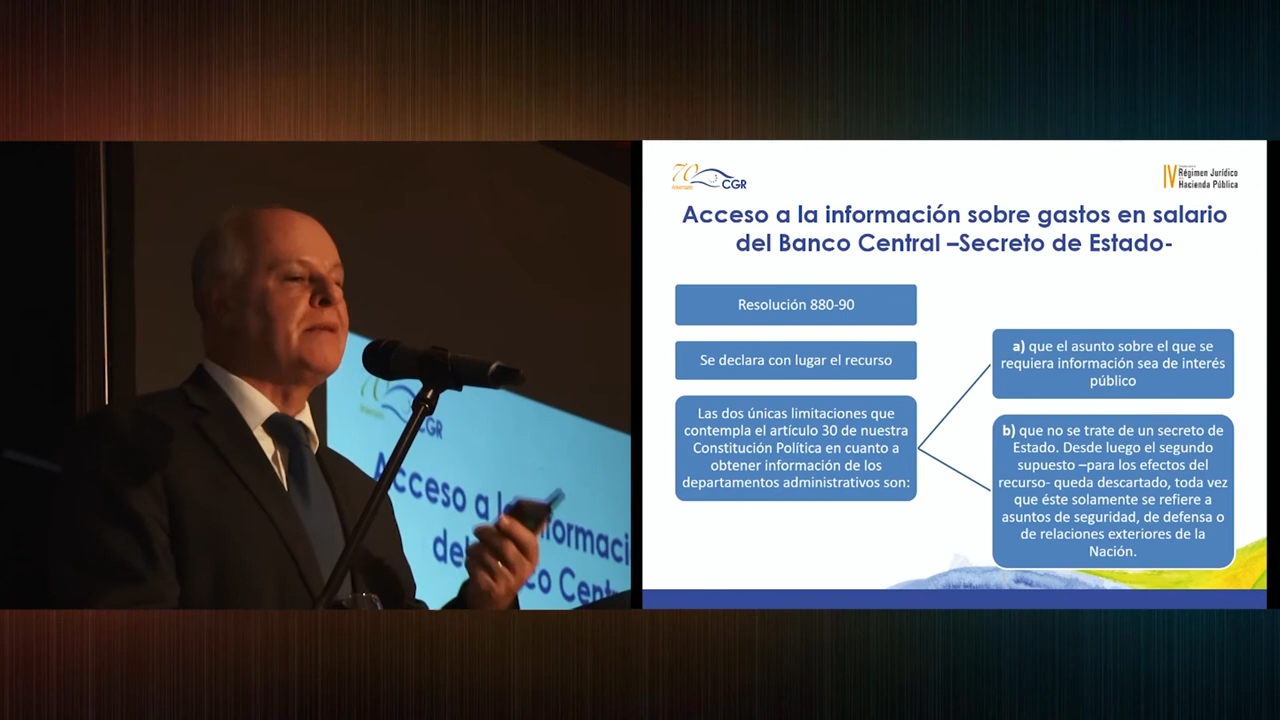 70
Aniversario
CGR
IV
Régimen Jurídico
Hacienda Pública
Acceso a la información sobre gastos en salario
del Banco Central –Secreto de Estado-
Resolución 880-90
Se declara con lugar el recurso
Las dos únicas limitaciones que
contempla el artículo 30 de nuestra
Constitución Política en cuanto a
obtener información de los
departamentos administrativos son:
a) que el asunto sobre el que se
requiera información sea de interés
público
b) que no se trate de un secreto de
Estado. Desde luego el segundo
supuesto –para los efectos del
recurso- queda descartado, toda vez
que éste solamente se refiere a
asuntos de seguridad, de defensa o
de relaciones exteriores de la
Nación.
70
CGR
Acceso a la informaci
de co Cent